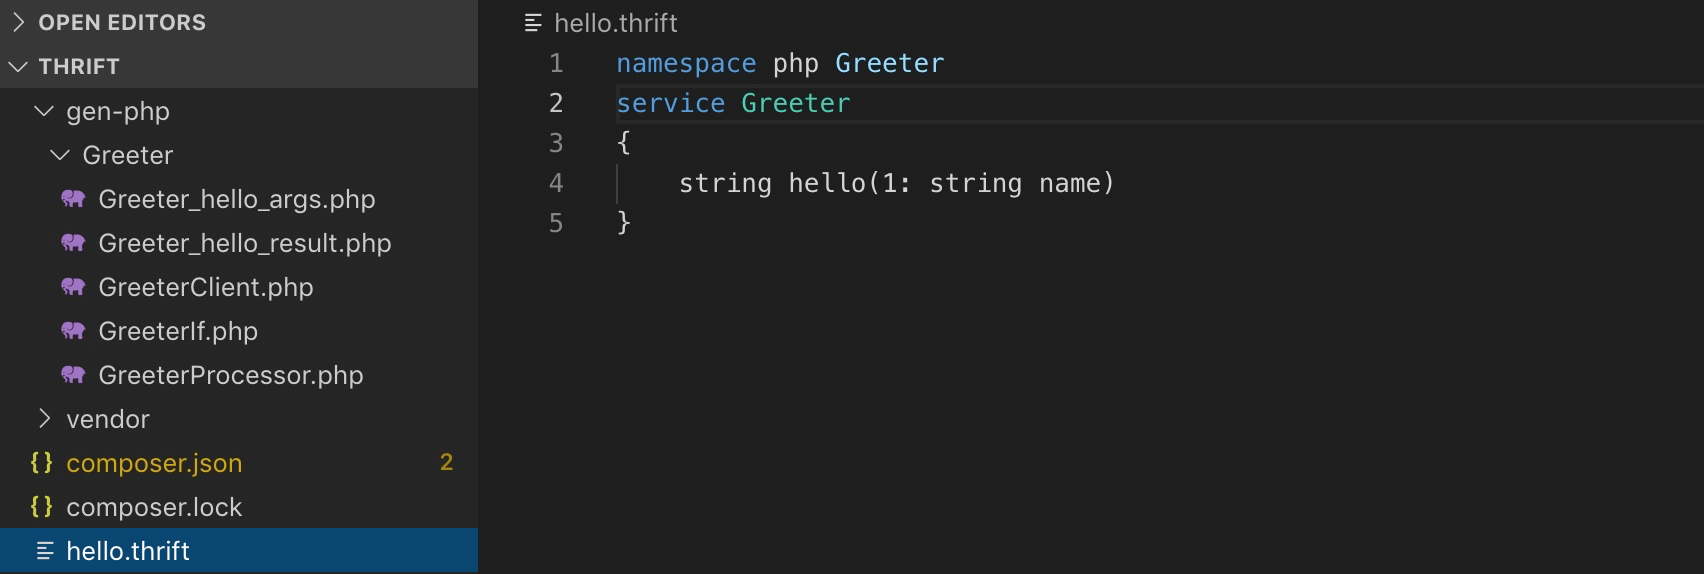 OPEN EDITORS
THRIFT
gen-php
Greeter
Greeter_hello_args.php
Greeter_hello_result.php
GreeterClient.php
GreeterIf.php
GreeterProcessor.php
vendor
{} composer.json 2
{} composer.lock
hello.thrift
hello.thrift
1 namespace php Greeter
2 service Greeter
3 {
4     string hello(1: string name)
5 }